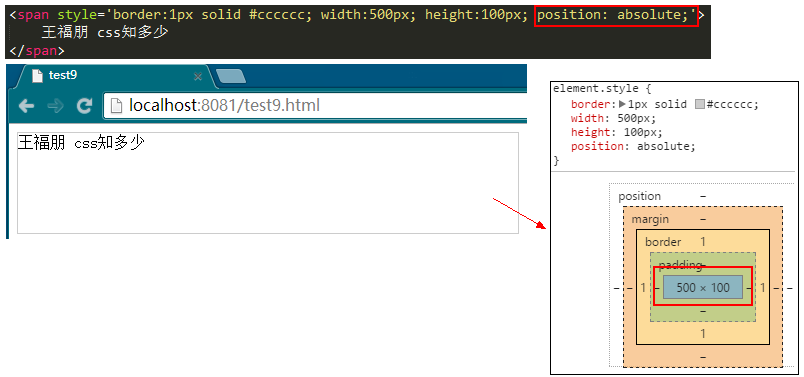 <span style='border:1px solid #cccccc; width:500px; height:100px; position: absolute;'>
王福朋 css知多少
</span>
test9
localhost:8081/test9.html
王福朋 css知多少
element.style {
border: 1px solid #cccccc;
width: 500px;
height: 100px;
position: absolute;
}
position –
margin –
border 1
padding –
– – 1 – 500 × 100 – 1 – –
–
1
–